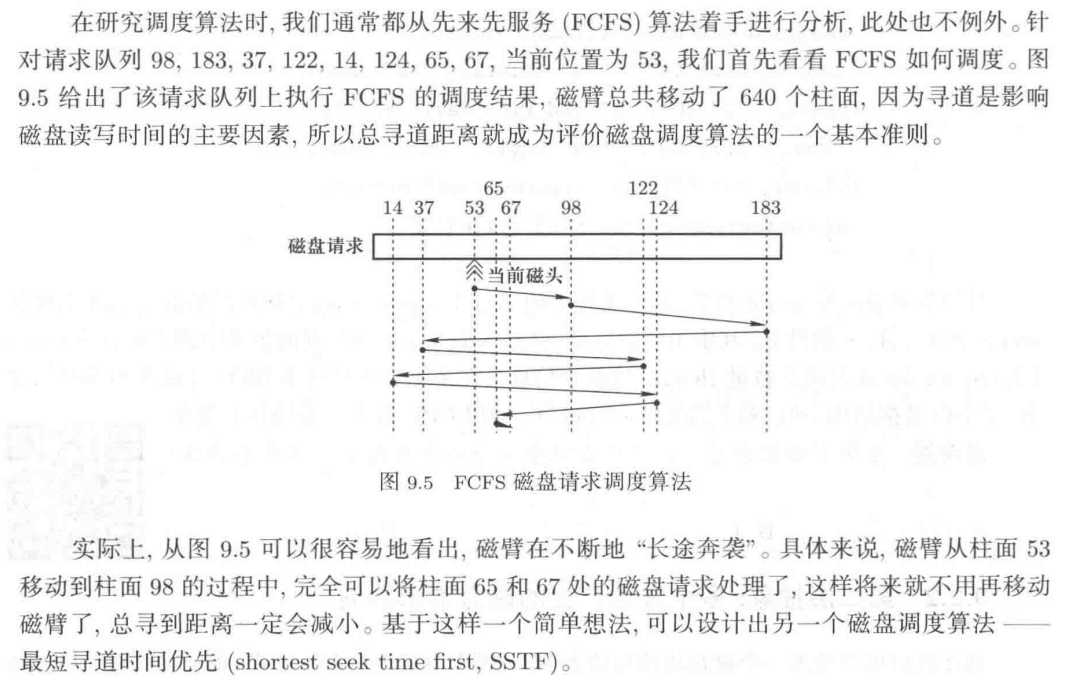 在研究调度算法时, 我们通常都从先来先服务 (FCFS) 算法着手进行分析, 此处也不例外。针
对请求队列 98, 183, 37, 122, 14, 124, 65, 67, 当前位置为 53, 我们首先看看 FCFS 如何调度。图
9.5 给出了该请求队列上执行 FCFS 的调度结果, 磁臂总共移动了 640 个柱面, 因为寻道是影响
磁盘读写时间的主要因素, 所以总寻道距离就成为评价磁盘调度算法的一个基本准则。
65 122
14 37 53 67 98 124 183
磁盘请求
当前磁头
图 9.5 FCFS 磁盘请求调度算法
实际上, 从图 9.5 可以很容易地看出, 磁臂在不断地 “长途奔袭”。具体来说, 磁臂从柱面 53
移动到柱面 98 的过程中, 完全可以将柱面 65 和 67 处的磁盘请求处理了, 这样将来就不用再移动
磁臂了, 总寻到距离一定会减小。基于这样一个简单想法, 可以设计出另一个磁盘调度算法 ——
最短寻道时间优先 (shortest seek time first, SSTF)。